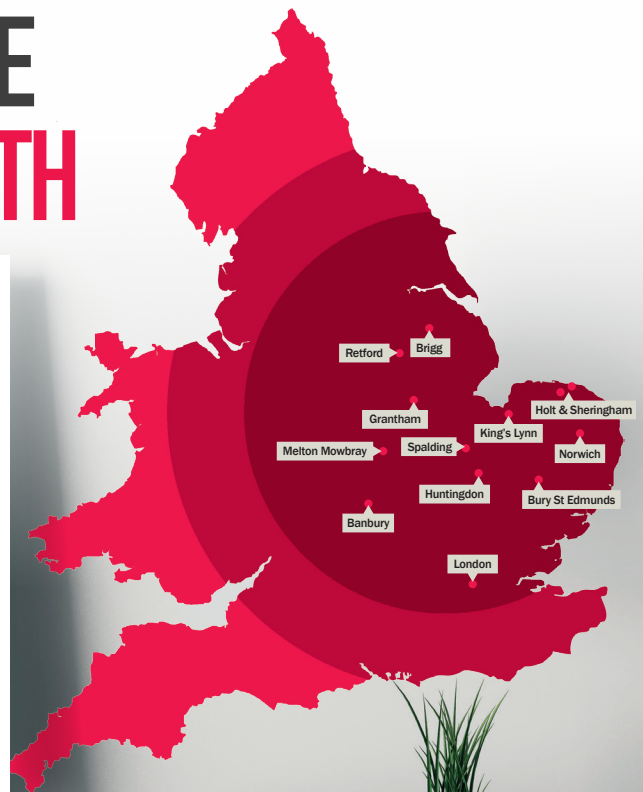 E
TH
Brigg
Retford
Holt & Sheringham
Grantham
King's Lynn
Spalding
Melton Mowbray
Norwich
Huntingdon
Bury St Edmunds
Banbury
London